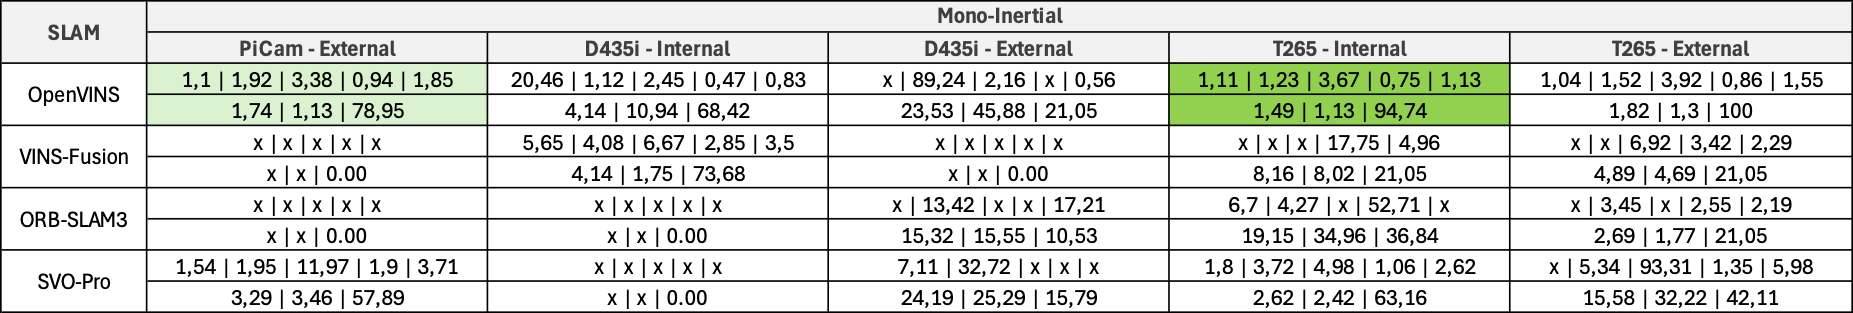 SLAM
Mono-Inertial
PiCam - External
D435i - Internal
D435i - External
T265 - Internal
T265 - External
OpenVINS
1,1 | 1,92 | 3,38 | 0,94 | 1,85
20,46 | 1,12 | 2,45 | 0,47 | 0,83
x | 89,24 | 2,16 | x | 0,56
1,11 | 1,23 | 3,67 | 0,75 | 1,13
1,04 | 1,52 | 3,92 | 0,86 | 1,55
1,74 | 1,13 | 78,95
4,14 | 10,94 | 68,42
23,53 | 45,88 | 21,05
1,49 | 1,13 | 94,74
1,82 | 1,3 | 100
VINS-Fusion
x | x | x | x | x
5,65 | 4,08 | 6,67 | 2,85 | 3,5
x | x | x | x | x
x | x | x | 17,75 | 4,96
x | x | 6,92 | 3,42 | 2,29
x | x | 0.00
4,14 | 1,75 | 73,68
x | x | 0.00
8,16 | 8,02 | 21,05
4,89 | 4,69 | 21,05
ORB-SLAM3
x | x | x | x | x
x | x | x | x | x
x | 13,42 | x | x | 17,21
6,7 | 4,27 | x | 52,71 | x
x | 3,45 | x | 2,55 | 2,19
x | x | 0.00
x | x | 0.00
15,32 | 15,55 | 10,53
19,15 | 34,96 | 36,84
2,69 | 1,77 | 21,05
SVO-Pro
1,54 | 1,95 | 11,97 | 1,9 | 3,71
x | x | x | x | x
7,11 | 32,72 | x | x | x
1,8 | 3,72 | 4,98 | 1,06 | 2,62
x | 5,34 | 93,31 | 1,35 | 5,98
3,29 | 3,46 | 57,89
x | x | 0.00
24,19 | 25,29 | 15,79
2,62 | 2,42 | 63,16
15,58 | 32,22 | 42,11